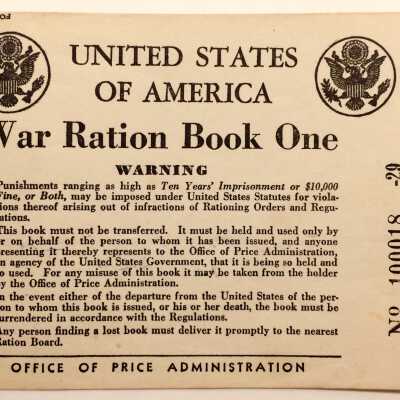 UNITED STATES
OF AMERICA
War Ration Book One
WARNING
Punishments ranging as high as Ten Years' Imprisonment or $10,000
Fine, or Both, may be imposed under United States Statutes for viola-
tions thereof arising out of infractions of Rationing Orders and Regu-
lations.
This book must not be transferred. It must be held and used only by
or on behalf of the person to whom it has been issued, and anyone
presenting it thereby represents to the Office of Price Administration,
an agency of the United States Government, that it is being so held and
so used. For any misuse of this book it may be taken from the holder
by the Office of Price Administration.
In the event either of the departure from the United States of the per-
son to whom this book is issued, or his or her death, the book must be
surrendered in accordance with the Regulations.
Any person finding a lost book must deliver it promptly to the nearest
Ration Board.
OFFICE OF PRICE ADMINISTRATION
No 100018 -29